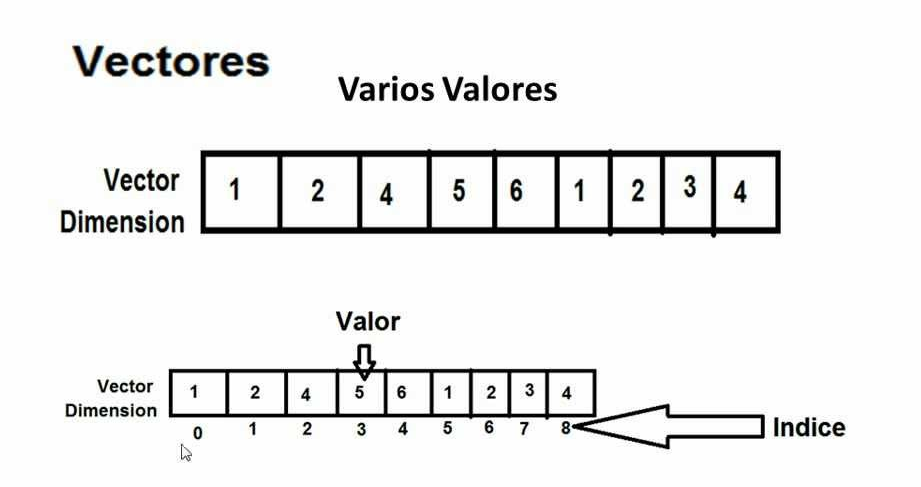 Vectores
Varios Valores
Vector
Dimension
1 2 4 5 6 1 2 3 4
Valor
Vector
Dimension
1 2 4 5 6 1 2 3 4
0 1 2 3 4 5 6 7 8
Indice